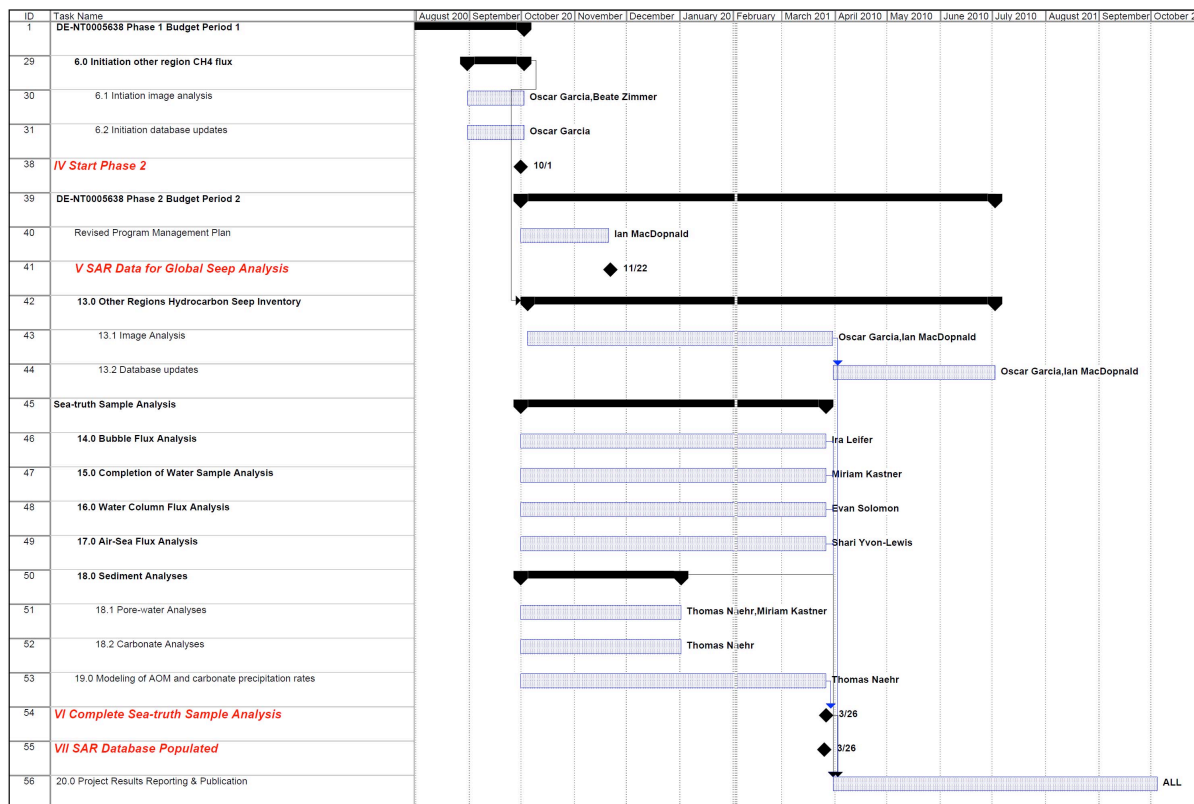 ID Task Name August 200 September October 20 November December January 20 February March 201 April 2010 May 2010 June 2010 July 2010 August 201 September October 2
1 DE-NT0005638 Phase 1 Budget Period 1
29 6.0 Initiation other region CH4 flux
30 6.1 Intiation image analysis Oscar Garcia,Beate Zimmer
31 6.2 Initiation database updates Oscar Garcia
38 IV Start Phase 2 10/1
39 DE-NT0005638 Phase 2 Budget Period 2
40 Revised Program Management Plan Ian MacDopnald
41 V SAR Data for Global Seep Analysis 11/22
42 13.0 Other Regions Hydrocarbon Seep Inventory
43 13.1 Image Analysis Oscar Garcia,Ian MacDopnald
44 13.2 Database updates Oscar Garcia,Ian MacDopnald
45 Sea-truth Sample Analysis
46 14.0 Bubble Flux Analysis Ira Leifer
47 15.0 Completion of Water Sample Analysis Miriam Kastner
48 16.0 Water Column Flux Analysis Evan Solomon
49 17.0 Air-Sea Flux Analysis Shari Yvon-Lewis
50 18.0 Sediment Analyses
51 18.1 Pore-water Analyses Thomas Naehr,Miriam Kastner
52 18.2 Carbonate Analyses Thomas Naehr
53 19.0 Modeling of AOM and carbonate precipitation rates Thomas Naehr
54 VI Complete Sea-truth Sample Analysis 3/26
55 VII SAR Database Populated 3/26
56 20.0 Project Results Reporting & Publication ALL